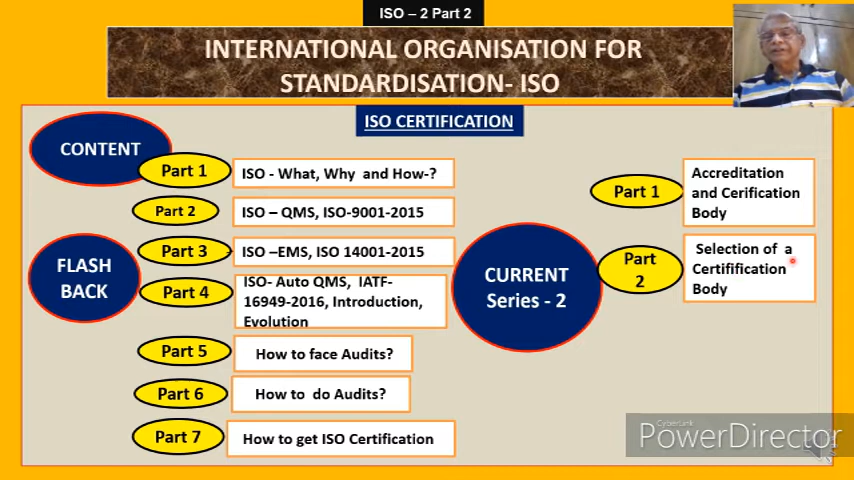 ISO – 2 Part 2
INTERNATIONAL ORGANISATION FOR
STANDARDISATION- ISO
ISO CERTIFICATION
CONTENT
Part 1
ISO - What, Why and How-?
Part 2
ISO – QMS, ISO-9001-2015
FLASH
BACK
Part 3
ISO –EMS, ISO 14001-2015
Part 4
ISO- Auto QMS, IATF-
16949-2016, Introduction,
Evolution
Part 5
How to face Audits?
Part 6
How to do Audits?
Part 7
How to get ISO Certification
CURRENT
Series - 2
Part 1
Accreditation
and Cerification
Body
Part
2
Selection of a
Certifification
Body
CyberLink
PowerDirector